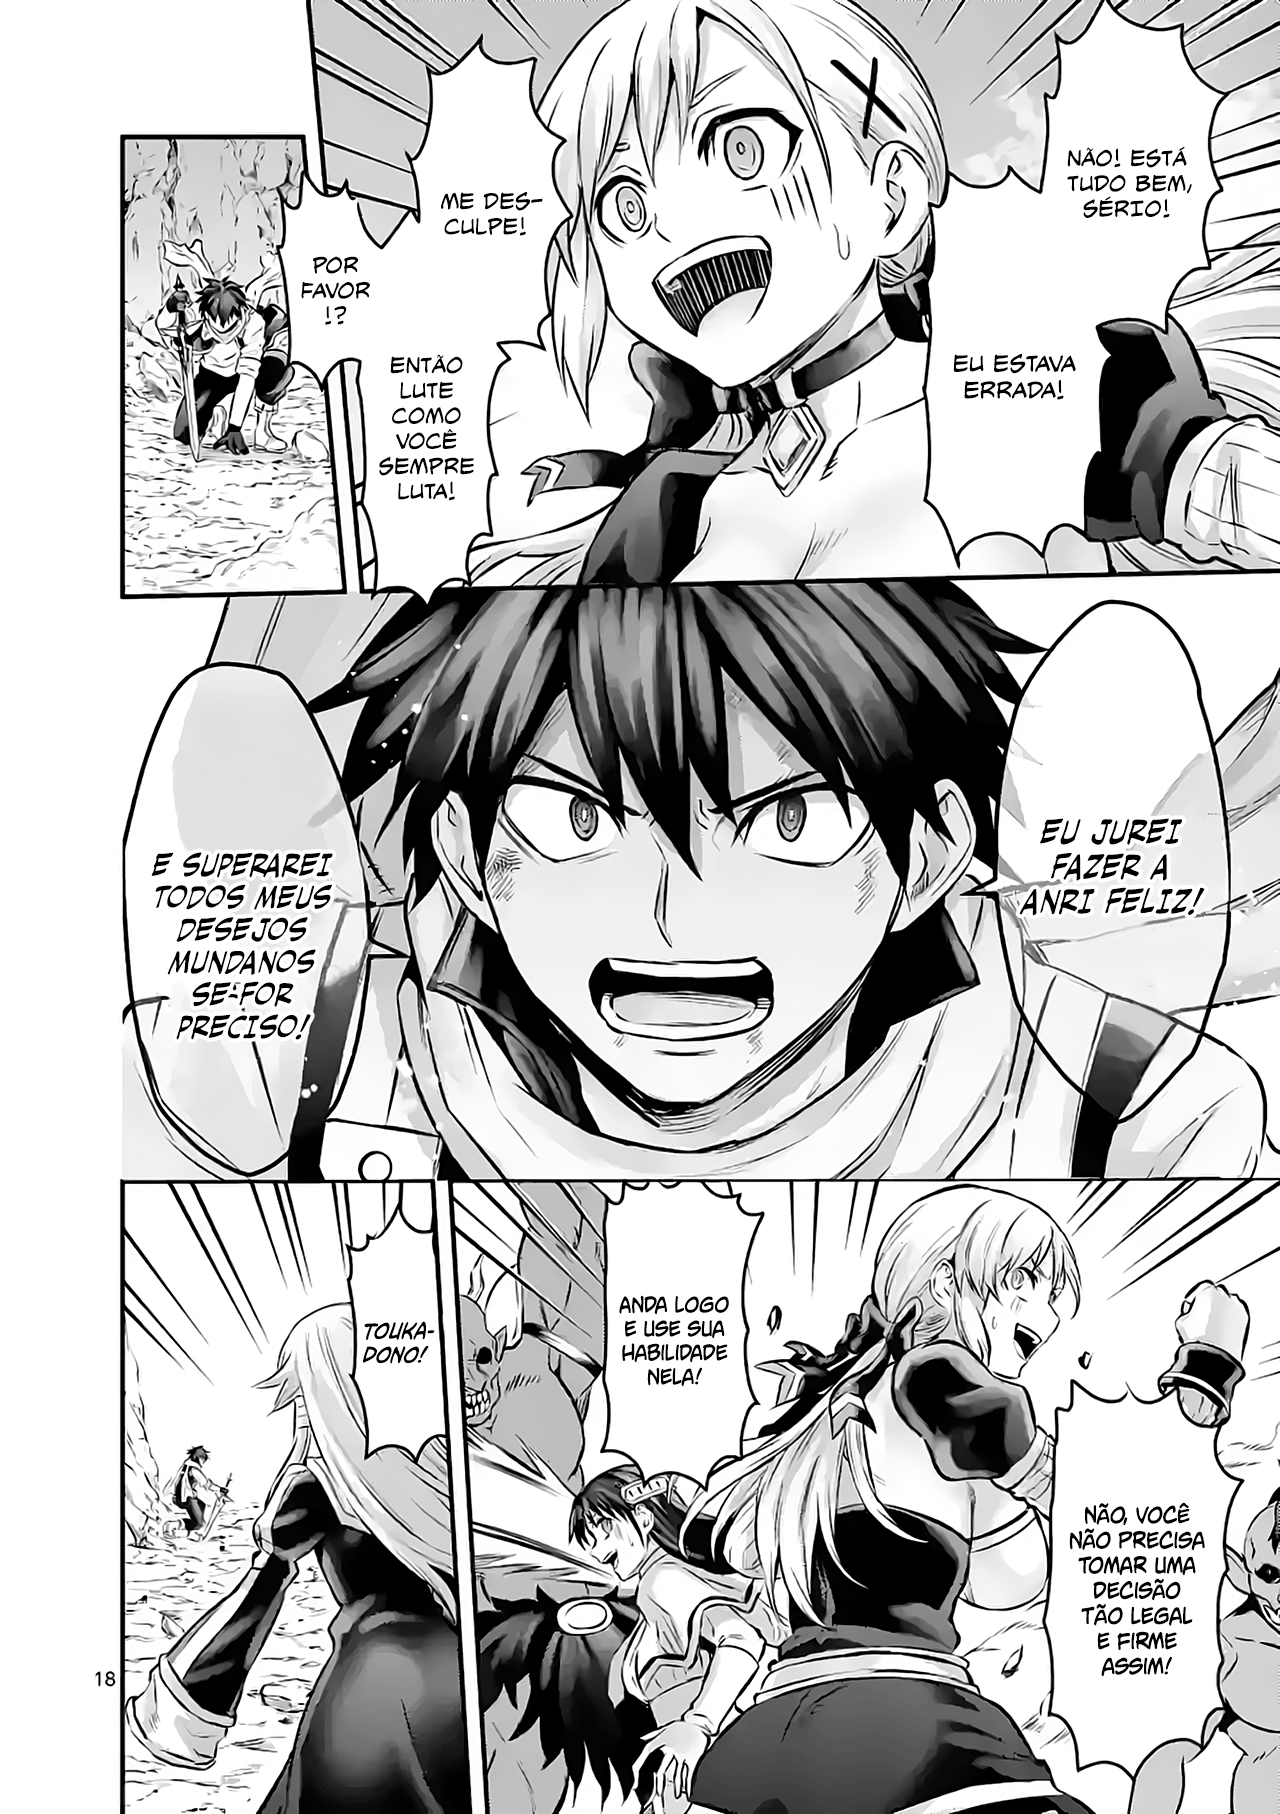 NÃO! ESTÁ
TUDO BEM,
SÉRIO!
EU ESTAVA
ERRADA!
ME DES-
CULPE!
ENTÃO
LUTE
COMO
VOCÊ
SEMPRE
LUTA!
POR
FAVOR
!?
EU JUREI
FAZER A
ANRI FELIZ!
E SUPERAREI
TODOS MEUS
DESEJOS
MUNDANOS
SE FOR
PRECISO!
NÃO, VOCÊ
NÃO PRECISA
TOMAR UMA
DECISÃO
TÃO LEGAL
E FIRME
ASSIM!
ANDA LOGO
E USE SUA
HABILIDADE
NELA!
TOUKA-
DONO!
18